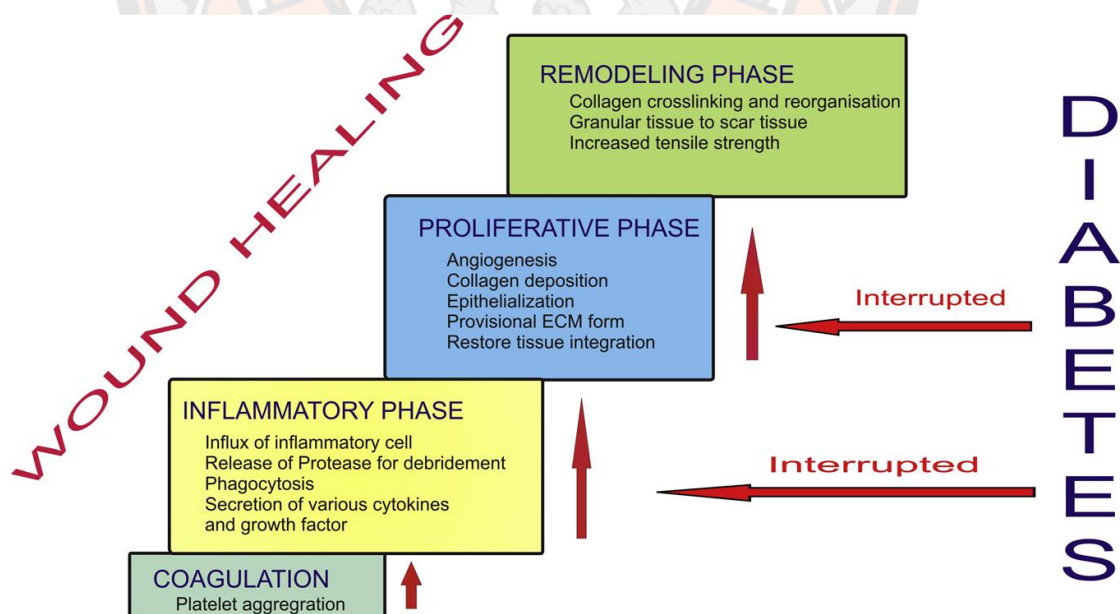 WOUND HEALING
REMODELING PHASE
Collagen crosslinking and reorganisation
Granular tissue to scar tissue
Increased tensile strength
PROLIFERATIVE PHASE
Angiogenesis
Collagen deposition
Epithelialization
Provisional ECM form
Restore tissue integration
INFLAMMATORY PHASE
Influx of inflammatory cell
Release of Protease for debridement
Phagocytosis
Secretion of various cytokines
and growth factor
COAGULATION
Platelet aggregration
Interrupted
Interrupted
DIABETES